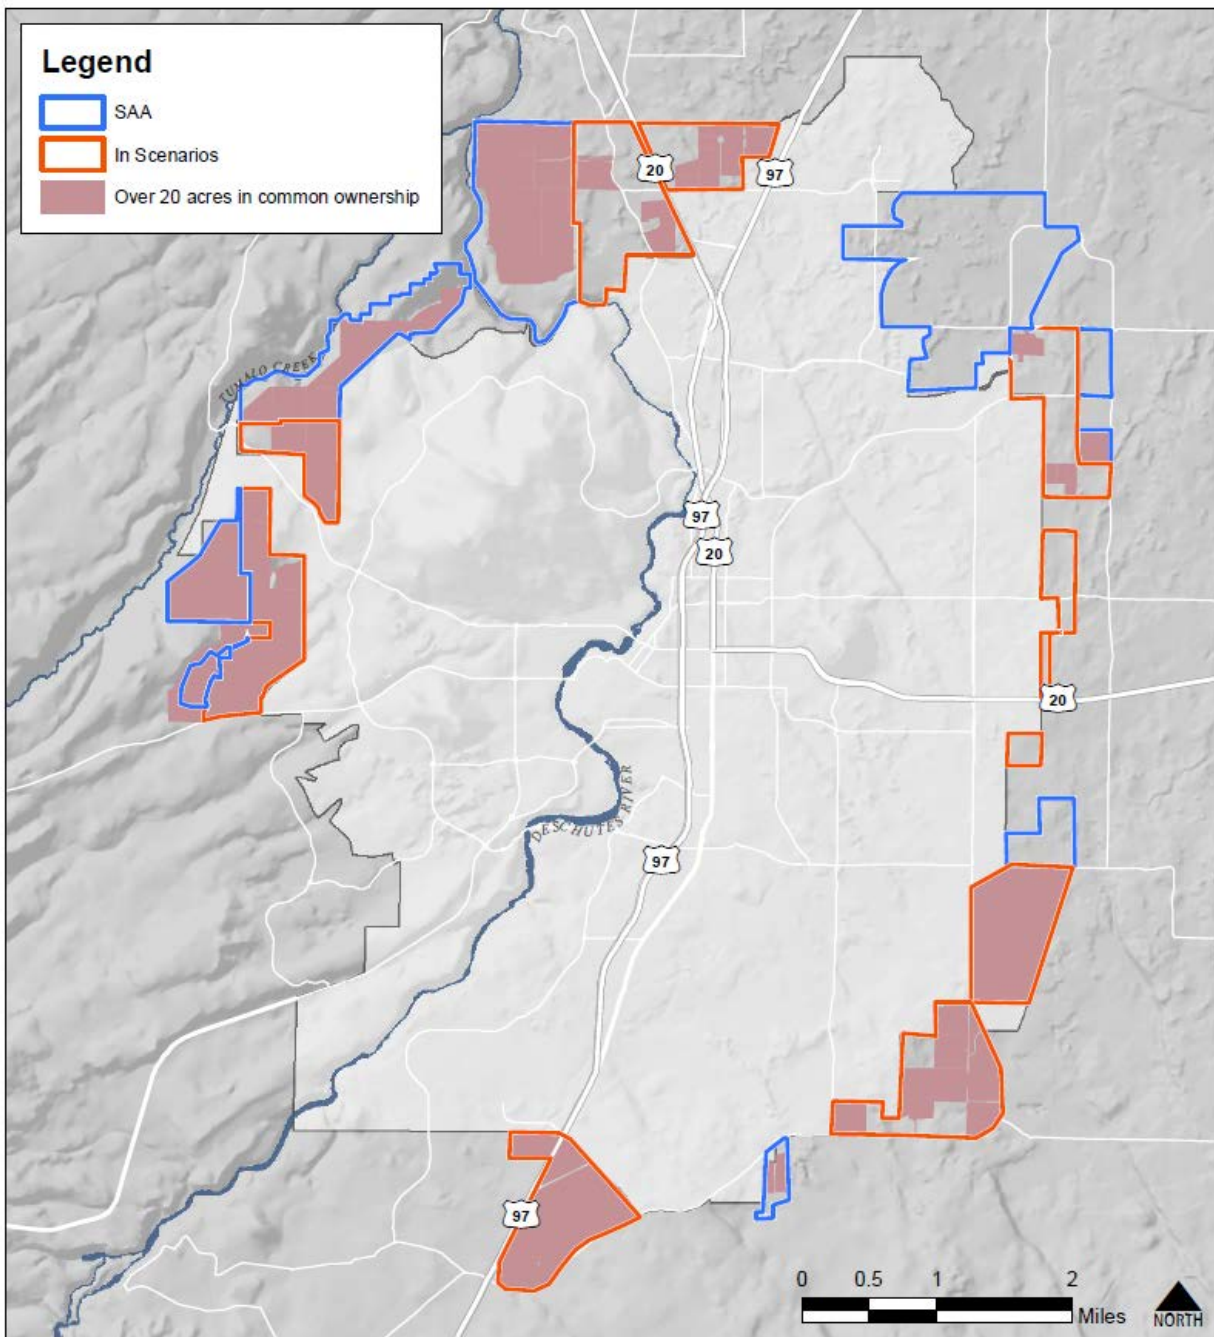 Legend
SAA
In Scenarios
Over 20 acres in common ownership
20
97
TUMALO CREEK
97
20
20
DESCHUTES RIVER
97
97
0 0.5 1 2
Miles
NORTH